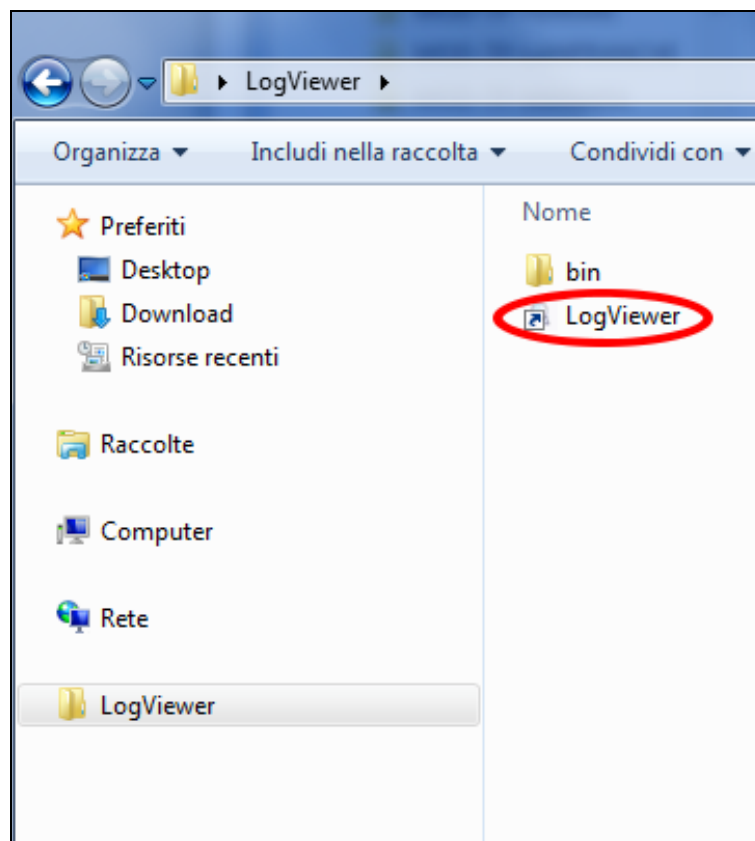 LogViewer
Organizza Includi nella raccolta Condividi con
Preferiti
Desktop
Download
Risorse recenti
Raccolte
Computer
Rete
LogViewer
Nome
bin
LogViewer